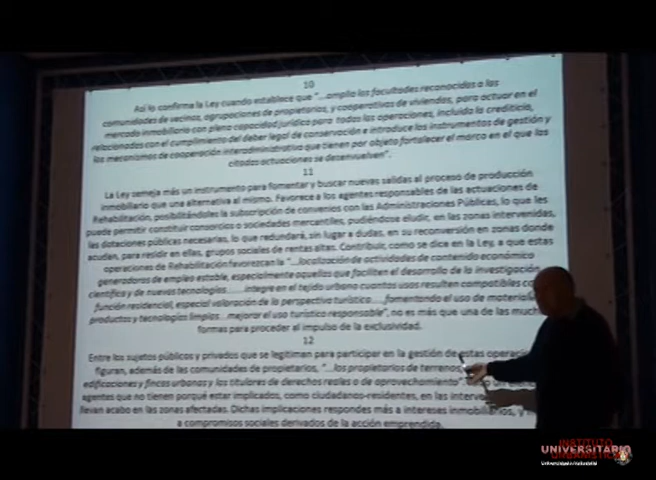 10
Así lo confirma la Ley cuando establece que "...amplía las facultades reconocidas a las
comunidades de vecinos, agrupaciones de propietarios, y cooperativas de viviendas, para actuar en el
mercado inmobiliario con plena capacidad jurídica para todas las operaciones, incluida la crediticia,
relacionadas con el cumplimiento del deber legal de conservación e introduce los instrumentos de gestión y
los mecanismos de cooperación interadministrativa que tienen por objeto fortalecer el marco en el que las
citadas actuaciones se desenvuelven".
11
La Ley semeja más un instrumento para fomentar y buscar nuevas salidas al proceso de producción
inmobiliario que una alternativa al mismo. Favorece a los agentes responsables de las actuaciones de
Rehabilitación, posibilitándoles la subscripción de convenios con las Administraciones Públicas, lo que les
puede permitir constituir consorcios o sociedades mercantiles, pudiéndose eludir, en las zonas intervenidas,
las dotaciones públicas necesarias, lo que redundará, sin lugar a dudas, en su reconversión en zonas donde
acudan, para residir en ellas, grupos sociales de rentas altas. Contribuir, como se dice en la Ley, a que estas
operaciones de Rehabilitación favorezcan la "...localización de actividades de contenido económico
generadoras de empleo estable, especialmente aquellas que faciliten el desarrollo de la investigación
científica y de nuevas tecnologías ... integre en el tejido urbano cuantos usos resulten compatibles co
función residencial, especial valoración de la perspectiva turística ... fomentando el uso de materiale
productos y tecnologías limpias ...mejorar el uso turístico responsable", no es más que una de las much
formas para proceder al impulso de la exclusividad.
12
Entre los sujetos públicos y privados que se legitiman para participar en la gestión de estas operacio
figuran, además de las comunidades de propietarios, "...los propietarios de terrenos,
edificaciones y fincas urbanas y los titulares de derechos reales o de aprovechamiento"
agentes que no tienen porqué estar implicados, como ciudadanos-residentes, en las interve
llevan acabo en las zonas afectadas. Dichas implicaciones responden más a intereses inmobiliarios, y
a compromisos sociales derivados de la acción emprendida.
INSTITUTO
UNIVERSITARIO
URBANÍSTICA
Universidad de Valladolid